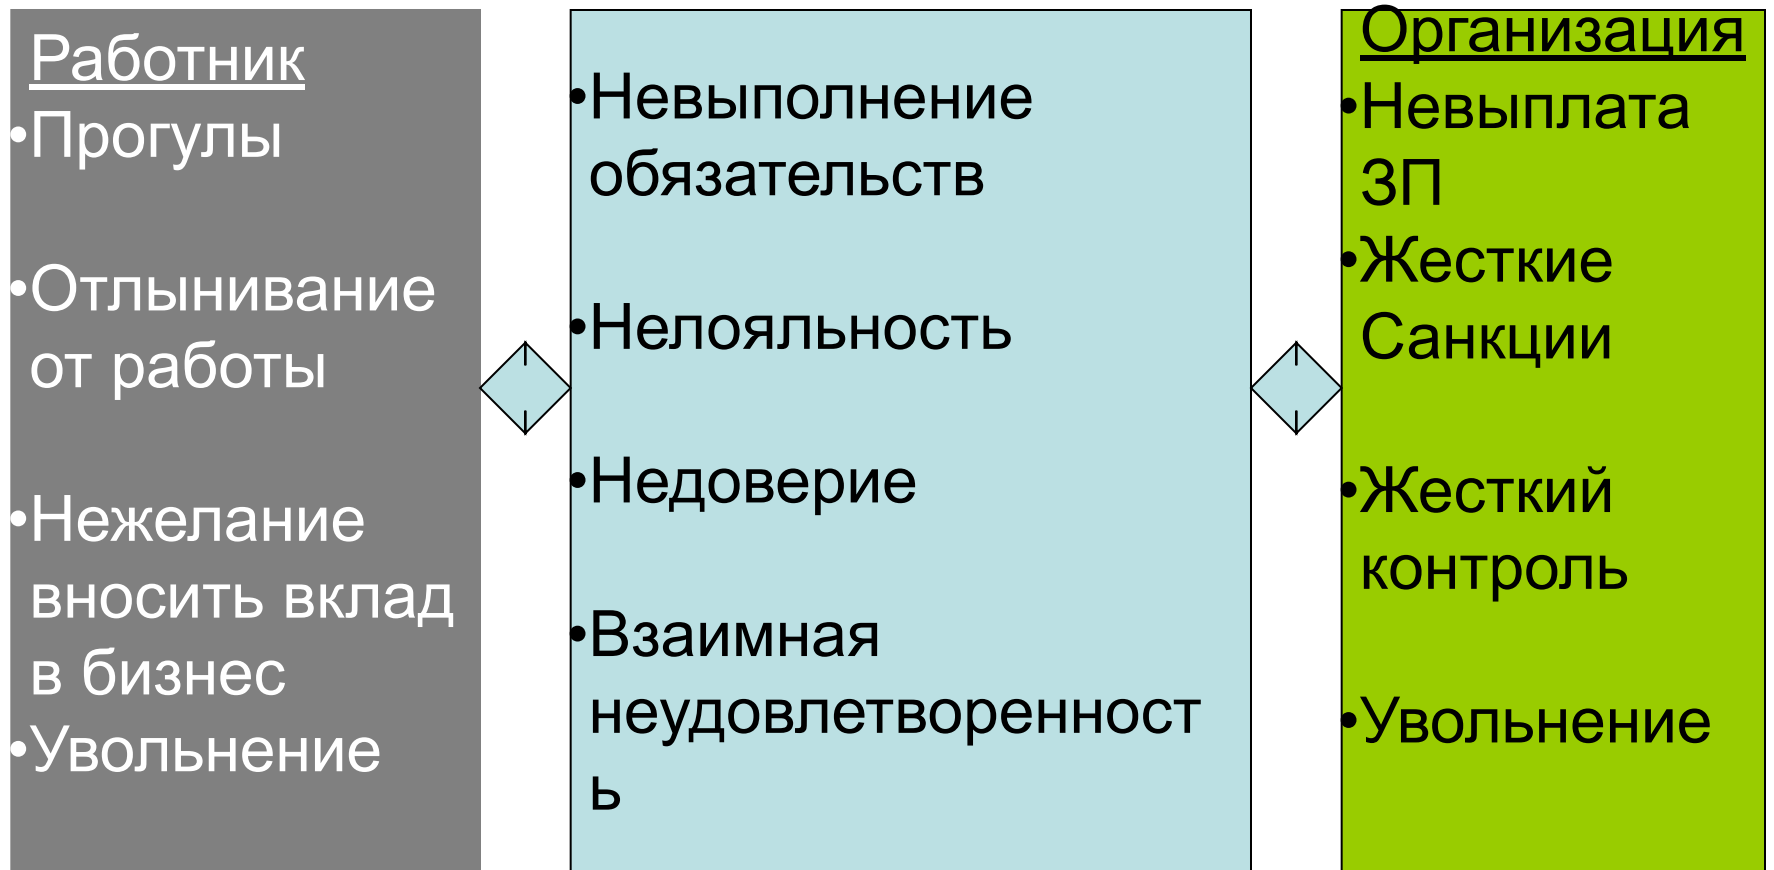 Работник
•Прогулы
•Отлынивание
от работы
•Нежелание
вносить вклад
в бизнес
•Увольнение
•Невыполнение
обязательств
•Нелояльность
•Недоверие
•Взаимная
неудовлетворенност
ь
Организация
•Невыплата
ЗП
•Жесткие
Санкции
•Жесткий
контроль
•Увольнение